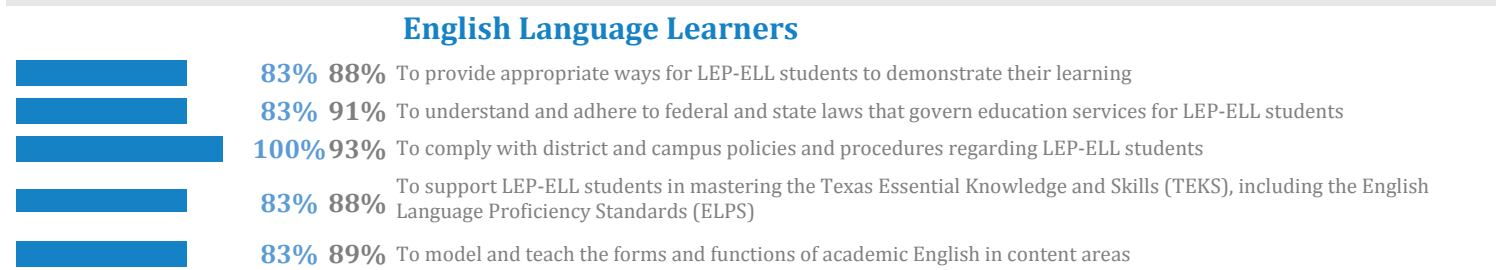 English Language Learners
83% 88% To provide appropriate ways for LEP-ELL students to demonstrate their learning
83% 91% To understand and adhere to federal and state laws that govern education services for LEP-ELL students
100% 93% To comply with district and campus policies and procedures regarding LEP-ELL students
83% 88% To support LEP-ELL students in mastering the Texas Essential Knowledge and Skills (TEKS), including the English
Language Proficiency Standards (ELPS)
83% 89% To model and teach the forms and functions of academic English in content areas